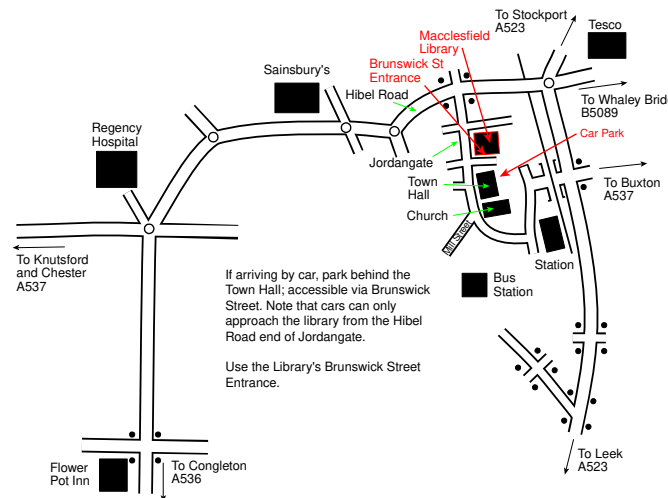 To Stockport
A523
Tesco
Macclesfield
Library
Brunswick St
Entrance
Sainsbury's
Hibel Road
To Whaley Brid
B5089
Regency
Hospital
Car Park
Jordangate
Town
Hall
To Buxton
A537
Church
Mill Street
To Knutsford
and Chester
A537
Station
Bus
Station
If arriving by car, park behind the
Town Hall; accessible via Brunswick
Street. Note that cars can only
approach the library from the Hibel
Road end of Jordangate.
Use the Library's Brunswick Street
Entrance.
To Leek
A523
Flower
Pot Inn
To Congleton
A536